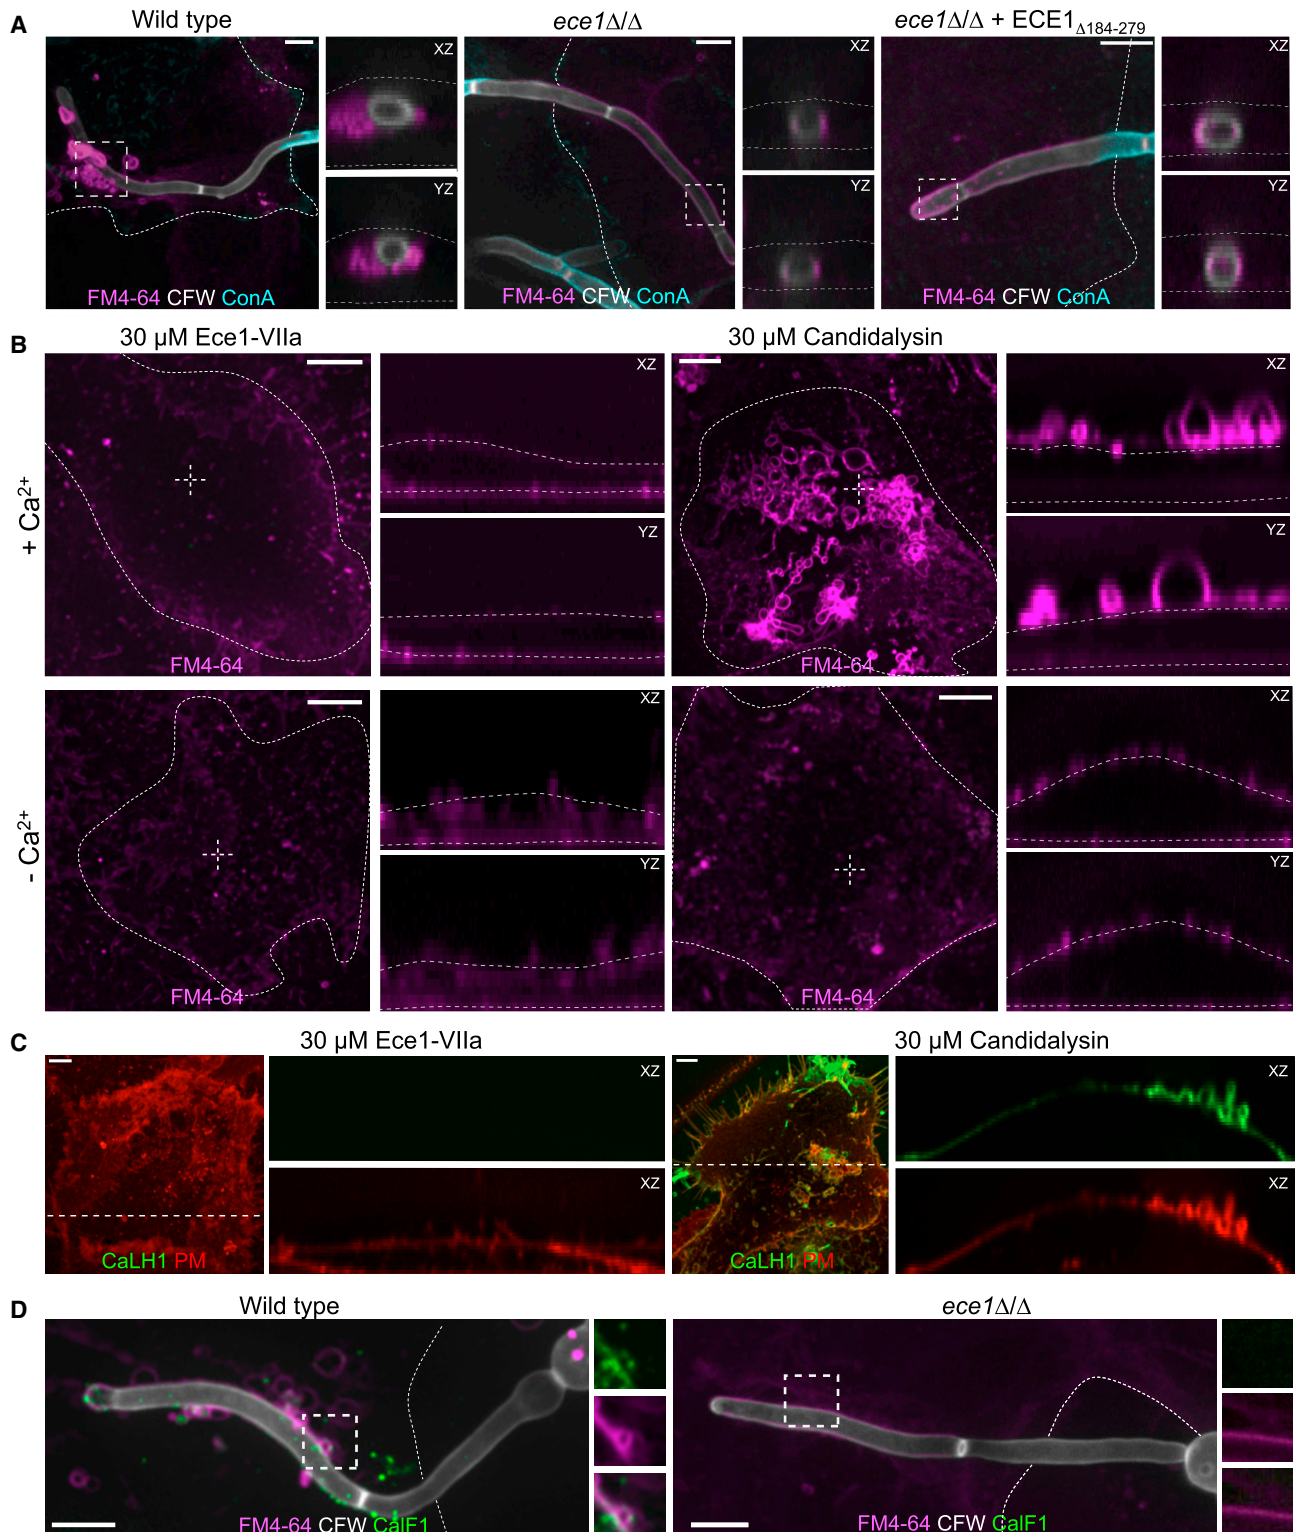 A
Wild type
ece1Δ/Δ
ece1Δ/Δ + ECE1Δ184-279
XZ
XZ
XZ
YZ
YZ
YZ
FM4-64 CFW ConA
FM4-64 CFW ConA
FM4-64 CFW ConA
B
30 µM Ece1-VIIa
30 µM Candidalysin
+ Ca2+
XZ
XZ
YZ
YZ
FM4-64
FM4-64
- Ca2+
XZ
XZ
YZ
YZ
FM4-64
FM4-64
C
30 µM Ece1-VIIa
30 µM Candidalysin
XZ
XZ
XZ
XZ
CaLH1 PM
CaLH1 PM
D
Wild type
ece1Δ/Δ
FM4-64 CFW CalF1
FM4-64 CFW CalF1